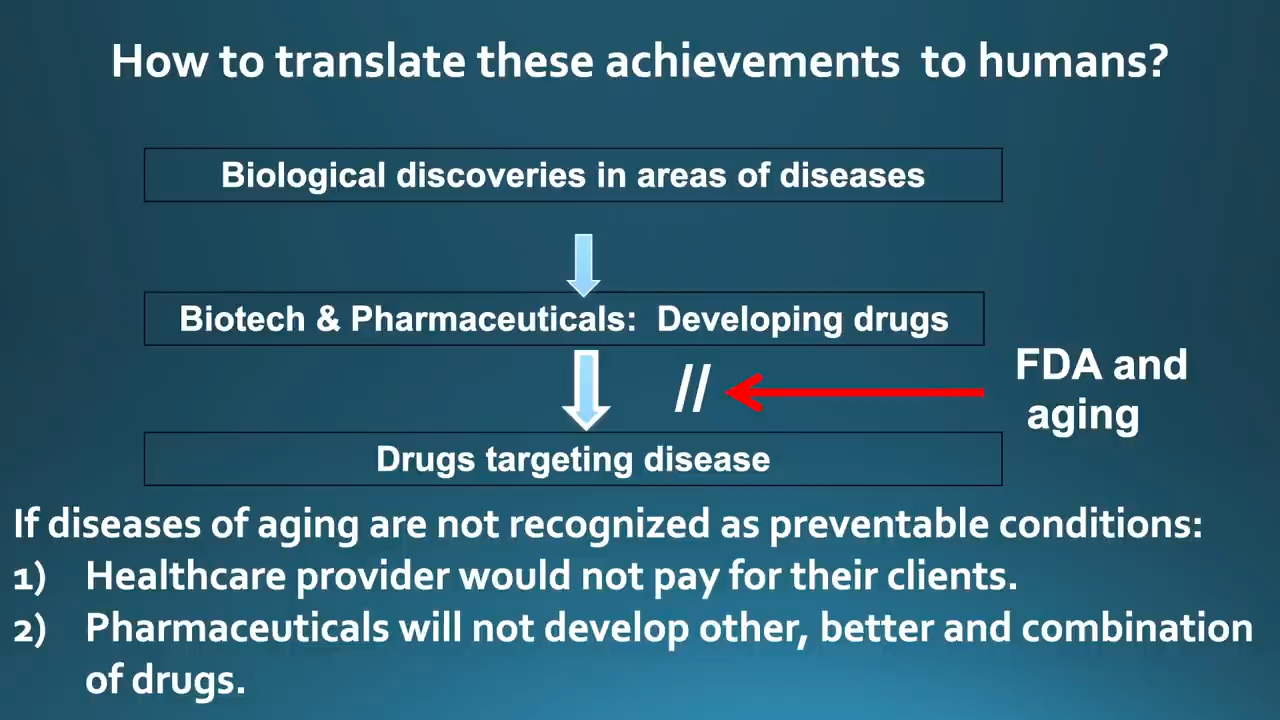 How to translate these achievements  to humans?
Biological discoveries in areas of diseases
Biotech & Pharmaceuticals:  Developing drugs
//
FDA and
aging
Drugs targeting disease
If diseases of aging are not recognized as preventable conditions:
1) Healthcare provider would not pay for their clients.
2) Pharmaceuticals will not develop other, better and combination
of drugs.